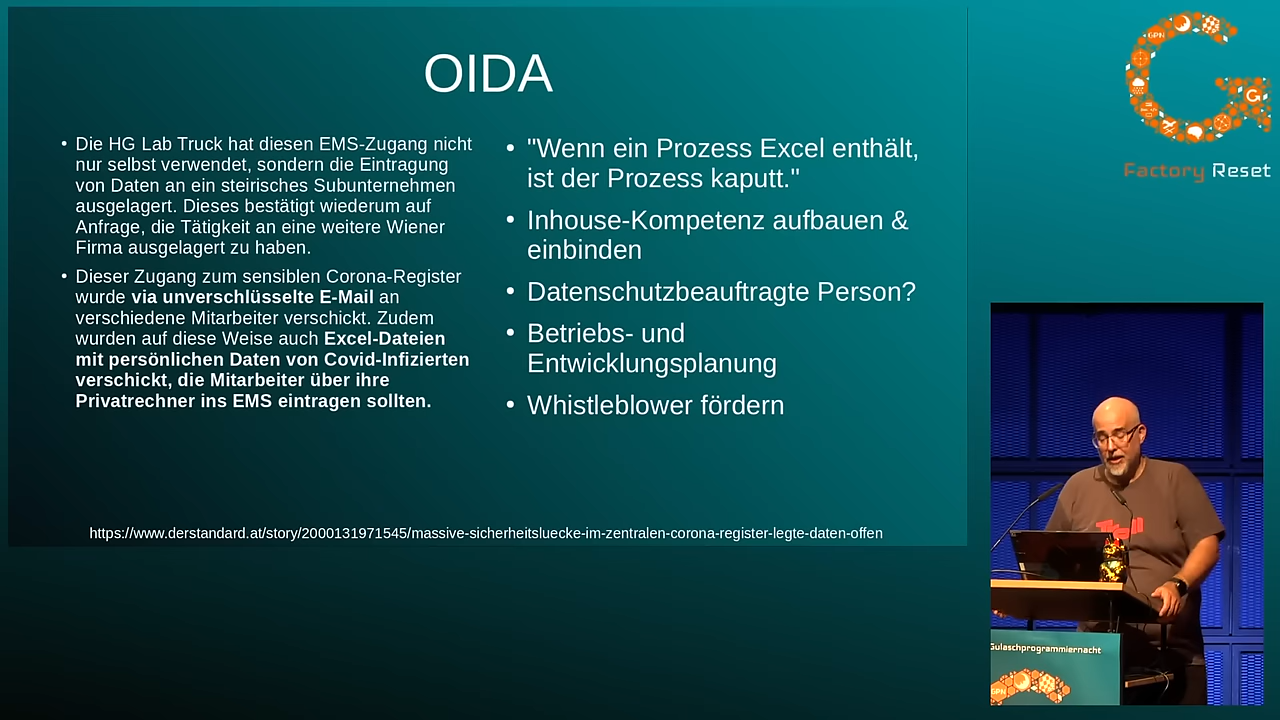 OIDA
• Die HG Lab Truck hat diesen EMS-Zugang nicht
nur selbst verwendet, sondern die Eintragung
von Daten an ein steirisches Subunternehmen
ausgelagert. Dieses bestätigt wiederum auf
Anfrage, die Tätigkeit an eine weitere Wiener
Firma ausgelagert zu haben.
• Dieser Zugang zum sensiblen Corona-Register
wurde via unverschlüsselte E-Mail an
verschiedene Mitarbeiter verschickt. Zudem
wurden auf diese Weise auch Excel-Dateien
mit persönlichen Daten von Covid-Infizierten
verschickt, die Mitarbeiter über ihre
Privatrechner ins EMS eintragen sollten.
• "Wenn ein Prozess Excel enthält,
ist der Prozess kaputt."
• Inhouse-Kompetenz aufbauen &
einbinden
• Datenschutzbeauftragte Person?
• Betriebs- und
Entwicklungsplanung
• Whistleblower fördern
https://www.derstandard.at/story/2000131971545/massive-sicherheitsluecke-im-zentralen-corona-register-legte-daten-offen
GPN
G
Factory Reset
Gulaschprogrammiernacht
GPN